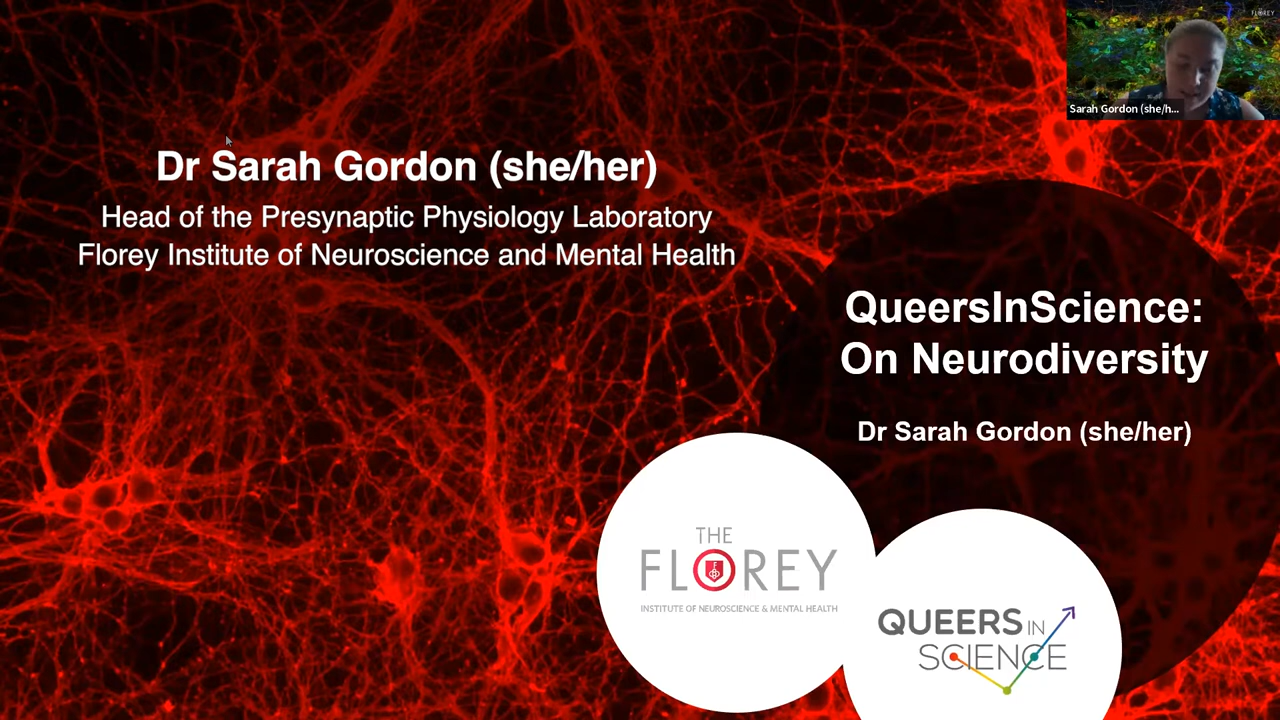 FLOREY
Sarah Gordon (she/h...
Dr Sarah Gordon (she/her)
Head of the Presynaptic Physiology Laboratory
Florey Institute of Neuroscience and Mental Health
QueersInScience:
On Neurodiversity
Dr Sarah Gordon (she/her)
THE
FLOREY
INSTITUTE OF NEUROSCIENCE & MENTAL HEALTH
QUEERS IN
SCIENCE